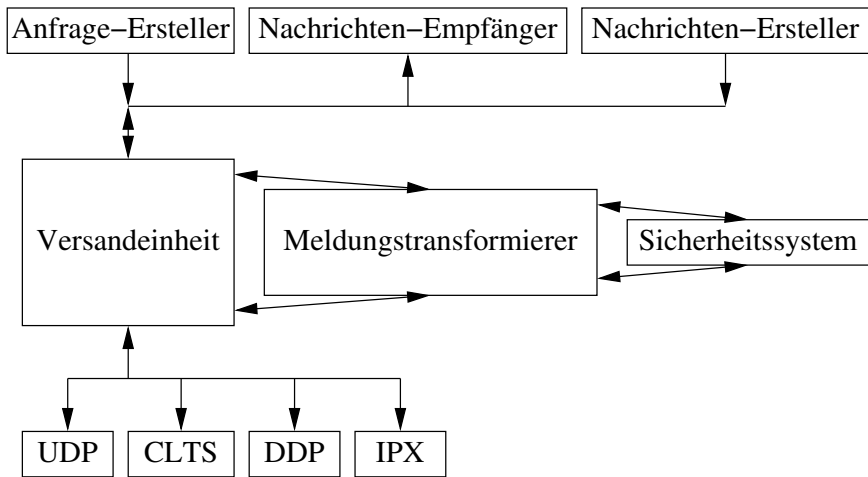 Anfrage−Ersteller
Nachrichten−Empfänger
Nachrichten−Ersteller
Versandeinheit
Meldungstransformierer
Sicherheitssystem
UDP
CLTS
DDP
IPX